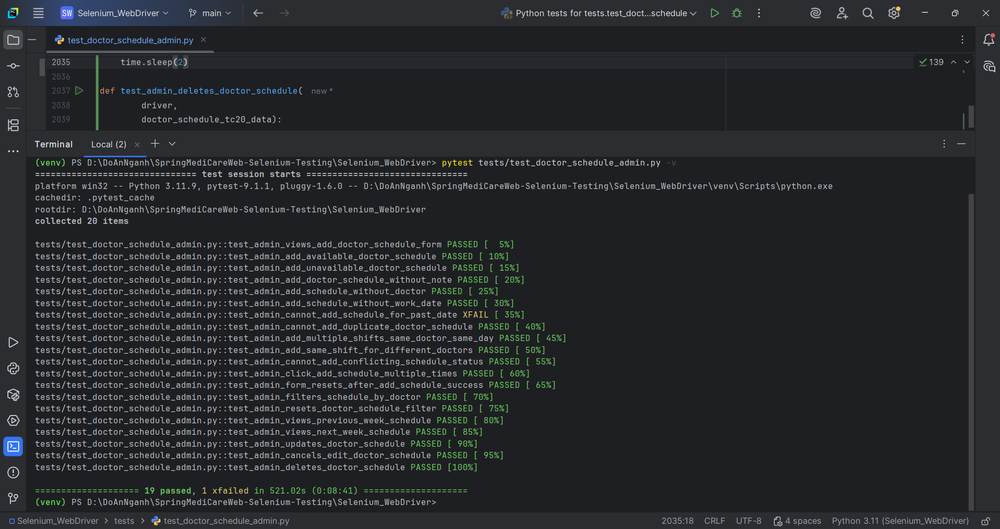 SW Selenium_WebDriver main Python tests for tests.test_doct...schedule
test_doctor_schedule_admin.py
2035 time.sleep(2)
139
2036
2037 def test_admin_deletes_doctor_schedule( new *
2038 driver,
2039 doctor_schedule_tc20_data):
Terminal Local (2)
(venv) PS D:\DoAnNganh\SpringMediCareWeb-Selenium-Testing\Selenium_WebDriver> pytest tests/test_doctor_schedule_admin.py -v
=============================== test session starts ===============================
platform win32 -- Python 3.11.9, pytest-9.1.1, pluggy-1.6.0 -- D:\DoAnNganh\SpringMediCareWeb-Selenium-Testing\Selenium_WebDriver\venv\Scripts\python.exe
cachedir: .pytest_cache
rootdir: D:\DoAnNganh\SpringMediCareWeb-Selenium-Testing\Selenium_WebDriver
collected 20 items
tests/test_doctor_schedule_admin.py::test_admin_views_add_doctor_schedule_form PASSED [  5%]
tests/test_doctor_schedule_admin.py::test_admin_add_available_doctor_schedule PASSED [ 10%]
tests/test_doctor_schedule_admin.py::test_admin_add_unavailable_doctor_schedule PASSED [ 15%]
tests/test_doctor_schedule_admin.py::test_admin_add_doctor_schedule_without_note PASSED [ 20%]
tests/test_doctor_schedule_admin.py::test_admin_add_schedule_without_doctor PASSED [ 25%]
tests/test_doctor_schedule_admin.py::test_admin_add_schedule_without_work_date PASSED [ 30%]
tests/test_doctor_schedule_admin.py::test_admin_cannot_add_schedule_for_past_date XFAIL [ 35%]
tests/test_doctor_schedule_admin.py::test_admin_cannot_add_duplicate_doctor_schedule PASSED [ 40%]
tests/test_doctor_schedule_admin.py::test_admin_add_multiple_shifts_same_doctor_same_day PASSED [ 45%]
tests/test_doctor_schedule_admin.py::test_admin_add_same_shift_for_different_doctors PASSED [ 50%]
tests/test_doctor_schedule_admin.py::test_admin_cannot_add_conflicting_schedule_status PASSED [ 55%]
tests/test_doctor_schedule_admin.py::test_admin_click_add_schedule_multiple_times PASSED [ 60%]
tests/test_doctor_schedule_admin.py::test_admin_form_resets_after_add_schedule_success PASSED [ 65%]
tests/test_doctor_schedule_admin.py::test_admin_filters_schedule_by_doctor PASSED [ 70%]
tests/test_doctor_schedule_admin.py::test_admin_resets_doctor_schedule_filter PASSED [ 75%]
tests/test_doctor_schedule_admin.py::test_admin_views_previous_week_schedule PASSED [ 80%]
tests/test_doctor_schedule_admin.py::test_admin_views_next_week_schedule PASSED [ 85%]
tests/test_doctor_schedule_admin.py::test_admin_updates_doctor_schedule PASSED [ 90%]
tests/test_doctor_schedule_admin.py::test_admin_cancels_edit_doctor_schedule PASSED [ 95%]
tests/test_doctor_schedule_admin.py::test_admin_deletes_doctor_schedule PASSED [100%]
==================== 19 passed, 1 xfailed in 521.02s (0:08:41) ====================
(venv) PS D:\DoAnNganh\SpringMediCareWeb-Selenium-Testing\Selenium_WebDriver>
Selenium_WebDriver > tests > test_doctor_schedule_admin.py 2035:18 CRLF UTF-8 4 spaces Python 3.11 (Selenium_WebDriver)